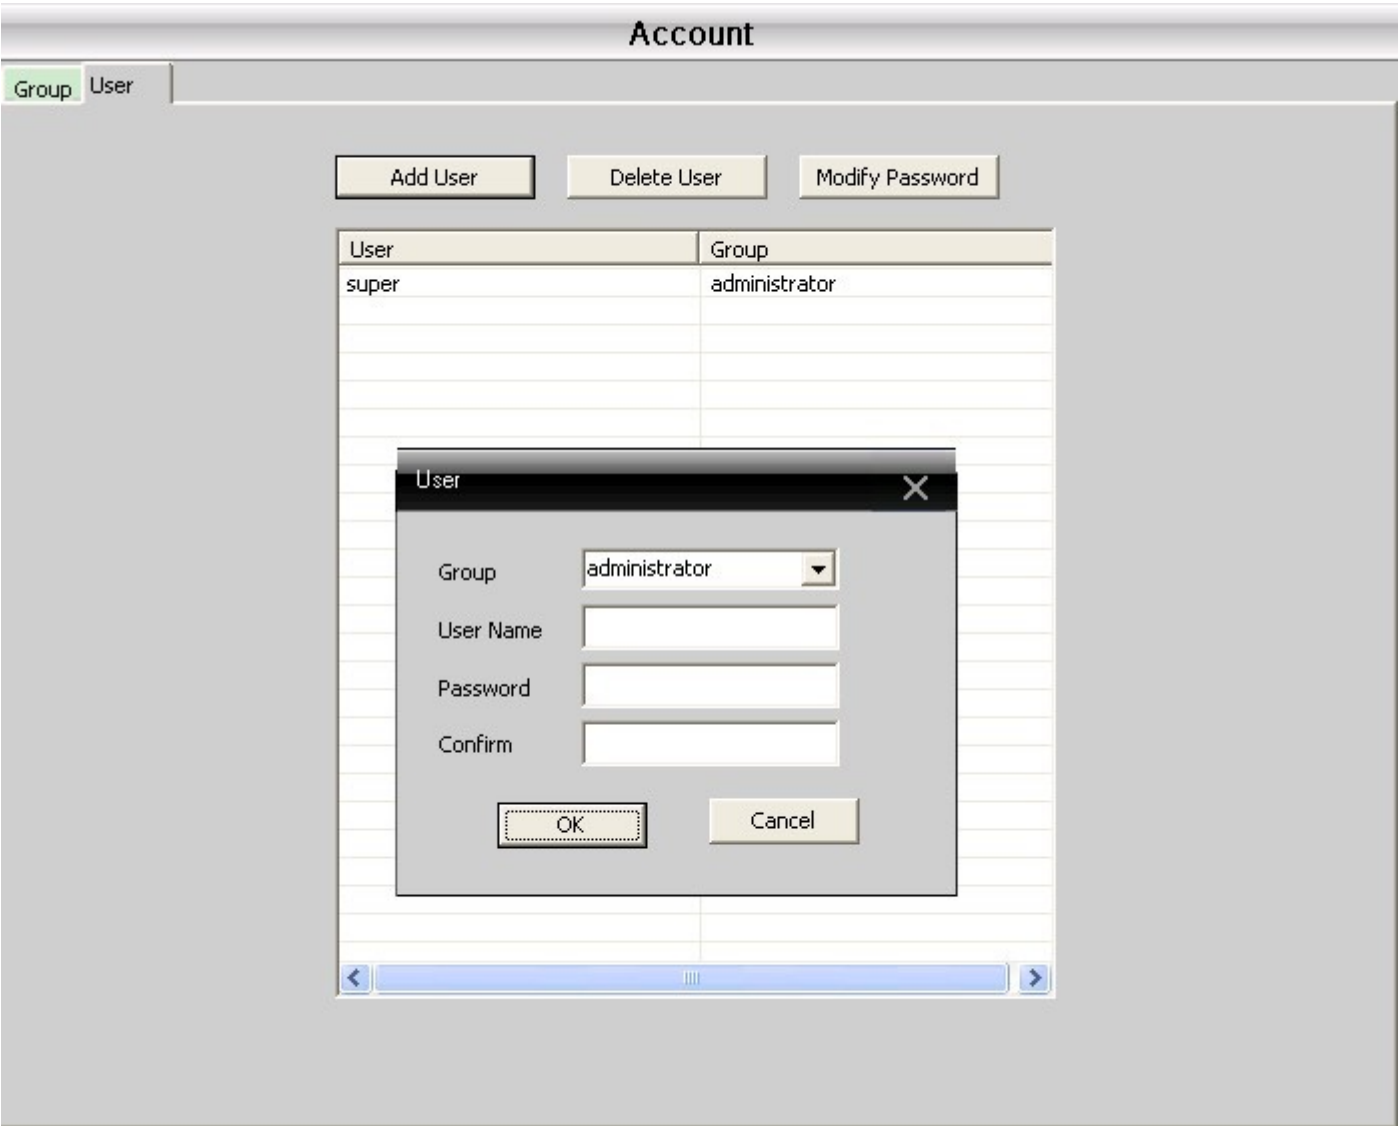 Account
Group User
Add User Delete User Modify Password
User Group
super administrator
User
Group administrator
User Name
Password
Confirm
OK Cancel